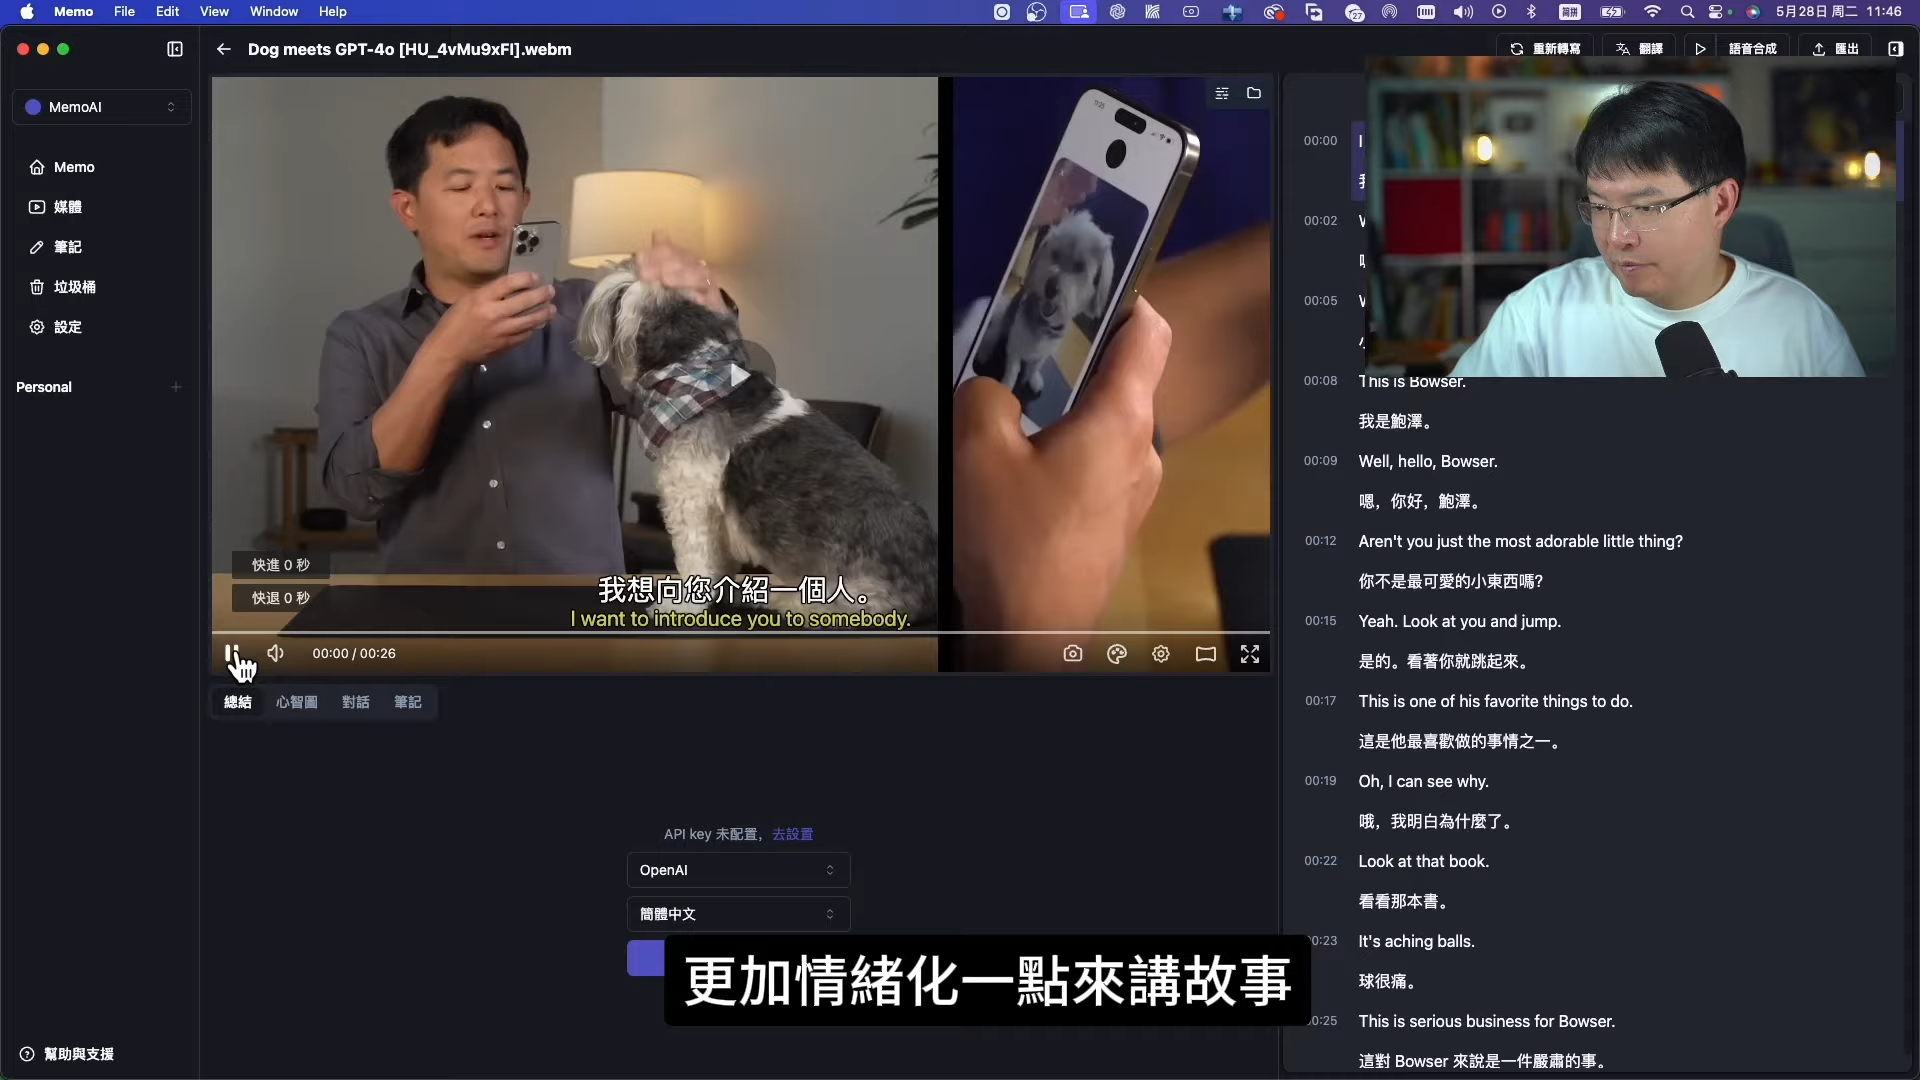 Memo File Edit View Window Help
27
簡拼
5月28日 周二 11:46
Dog meets GPT-4o [HU_4vMu9xFI].webm
重新轉寫
翻譯
語音合成
匯出
MemoAI
Memo
媒體
筆記
垃圾桶
設定
Personal
幫助與支援
快進 0 秒
快退 0 秒
我想向您介紹一個人。
I want to introduce you to somebody.
00:00 / 00:26
總結 心智圖 對話 筆記
API key 未配置，去設置
OpenAI
簡體中文
更加情緒化一點來講故事
00:00 I
我
00:02 W
00:05 W
00:08 This is Bowser.
我是鮑澤。
00:09 Well, hello, Bowser.
嗯，你好，鮑澤。
00:12 Aren't you just the most adorable little thing?
你不是最可愛的小東西嗎?
00:15 Yeah. Look at you and jump.
是的。看著你就跳起來。
00:17 This is one of his favorite things to do.
這是他最喜歡做的事情之一。
00:19 Oh, I can see why.
哦，我明白為什麼了。
00:22 Look at that book.
看看那本書。
00:23 It's aching balls.
球很痛。
00:25 This is serious business for Bowser.
這對 Bowser 來說是一件嚴肅的事。